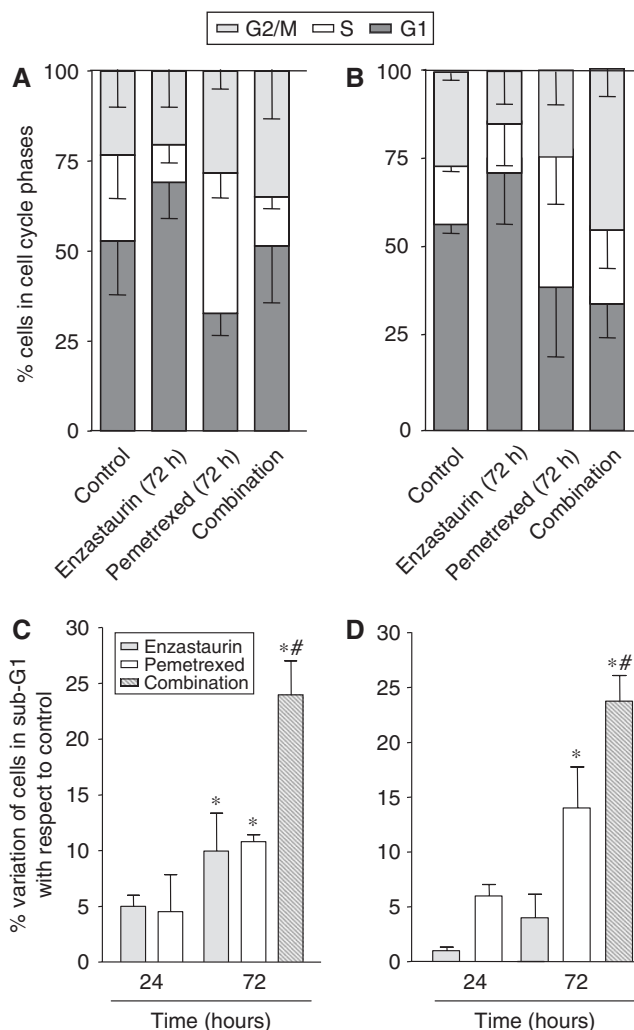 G2/M S G1
A
B
% cells in cell cycle phases
100
75
50
25
0
Control
Enzastaurin (72 h)
Pemetrexed (72 h)
Combination
100
75
50
25
0
Control
Enzastaurin (72 h)
Pemetrexed (72 h)
Combination
C
% variation of cells in sub-G1
with respect to control
30
25
20
15
10
5
0
Enzastaurin
Pemetrexed
Combination
* * *#
24 72
Time (hours)
D
30
25
20
15
10
5
0
* *#
24 72
Time (hours)